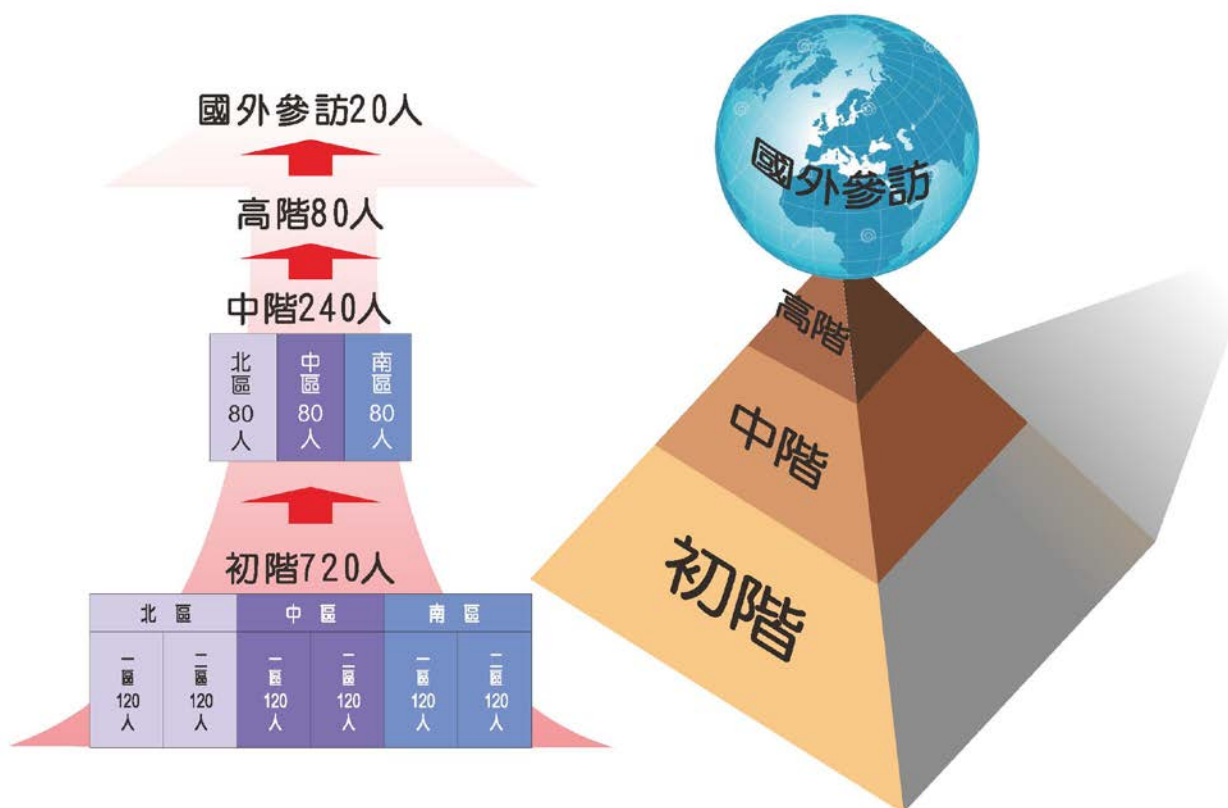 國外參訪20人
高階80人
中階240人
北區80人
中區80人
南區80人
初階720人
北區
中區
南區
一區120人
二區120人
一區120人
二區120人
一區120人
二區120人
國外參訪
高階
中階
初階